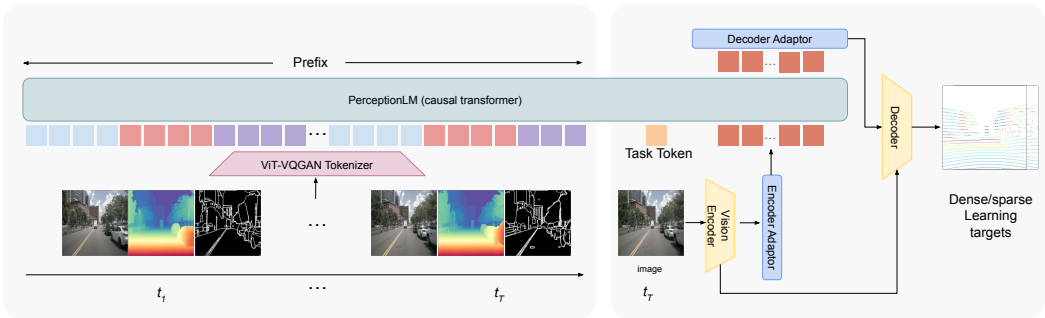 Prefix
PerceptionLM (causal transformer)
...
ViT-VQGAN Tokenizer
...
t1
...
tT
Decoder Adaptor
...
...
Task Token
Vision
Encoder
Encoder Adaptor
Decoder
image
tT
Dense/sparse
Learning
targets